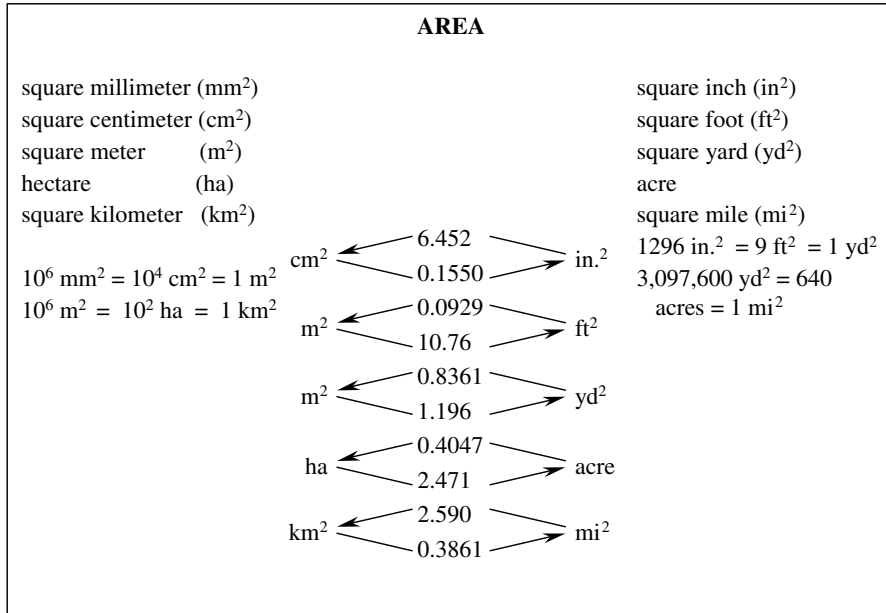 AREA
square millimeter (mm²)
square centimeter (cm²)
square meter (m²)
hectare (ha)
square kilometer (km²)
10⁶ mm² = 10⁴ cm² = 1 m²
10⁶ m² = 10² ha = 1 km²
square inch (in²)
square foot (ft²)
square yard (yd²)
acre
square mile (mi²)
1296 in.² = 9 ft² = 1 yd²
3,097,600 yd² = 640
acres = 1 mi²
6.452
cm² in.²
0.1550
0.0929
m² ft²
10.76
0.8361
m² yd²
1.196
0.4047
ha acre
2.471
2.590
km² mi²
0.3861